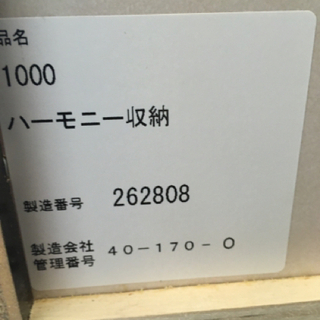 品名
1000
ハーモニー収納
製造番号 262808
製造会社 40-170-0
管理番号